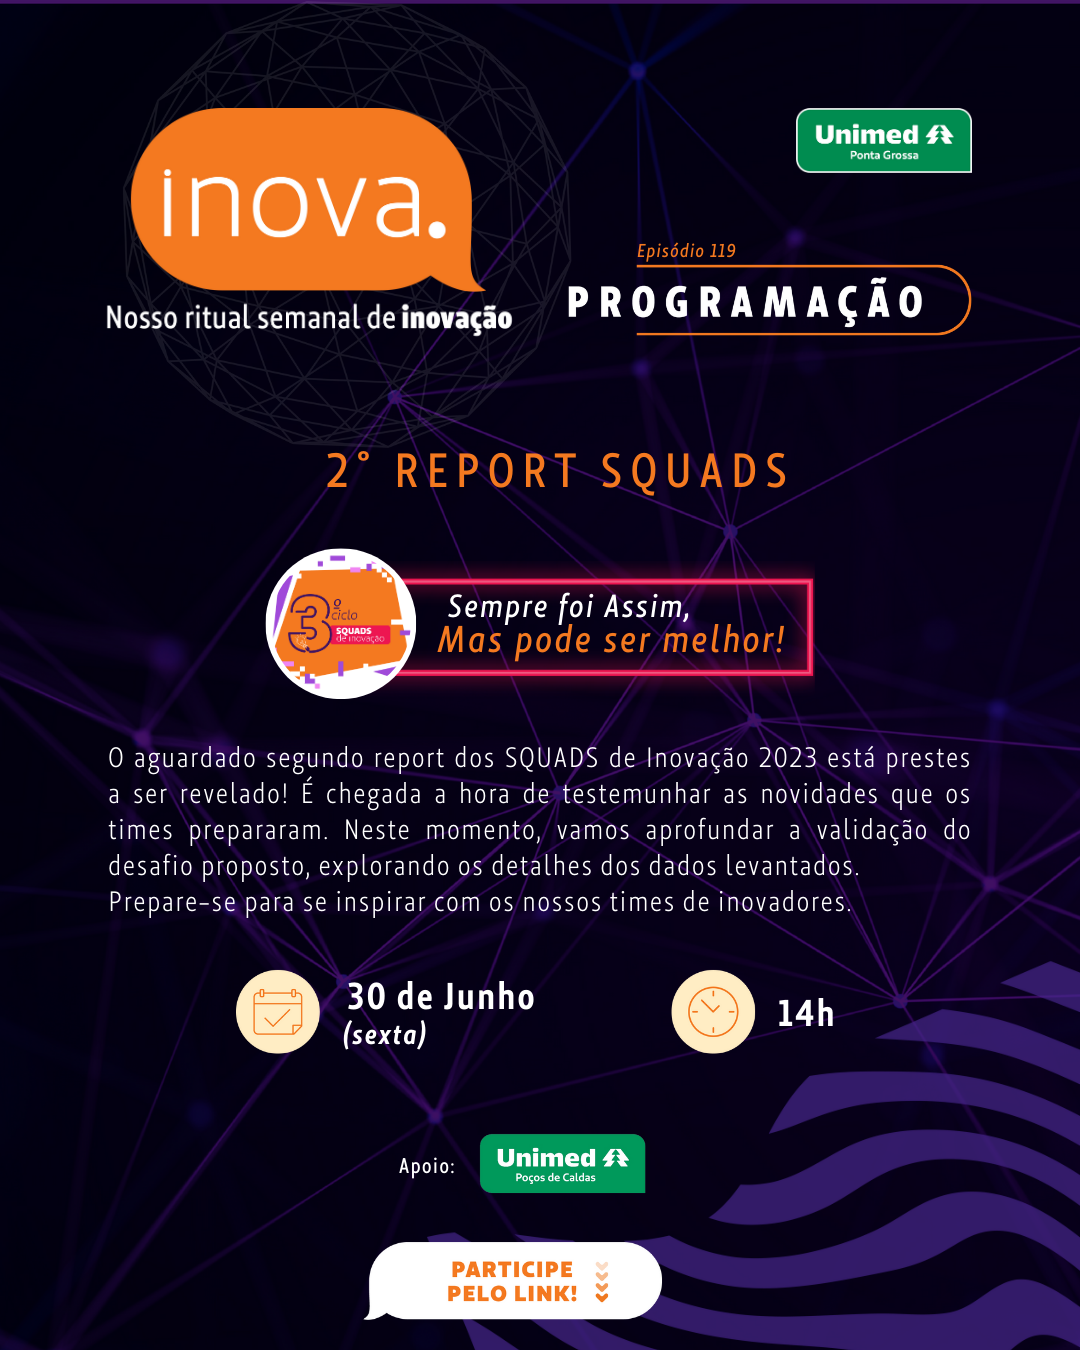 inova.
Nosso ritual semanal de inovação
Unimed
Ponta Grossa
Episódio 119
PROGRAMAÇÃO
2° REPORT SQUADS
3º
ciclo
SQUADS
de inovação
Sempre foi Assim,
Mas pode ser melhor!
O aguardado segundo report dos SQUADS de Inovação 2023 está prestes
a ser revelado! É chegada a hora de testemunhar as novidades que os
times prepararam. Neste momento, vamos aprofundar a validação do
desafio proposto, explorando os detalhes dos dados levantados.
Prepare-se para se inspirar com os nossos times de inovadores.
30 de Junho
(sexta)
14h
Apoio:
Unimed
Poços de Caldas
PARTICIPE
PELO LINK!